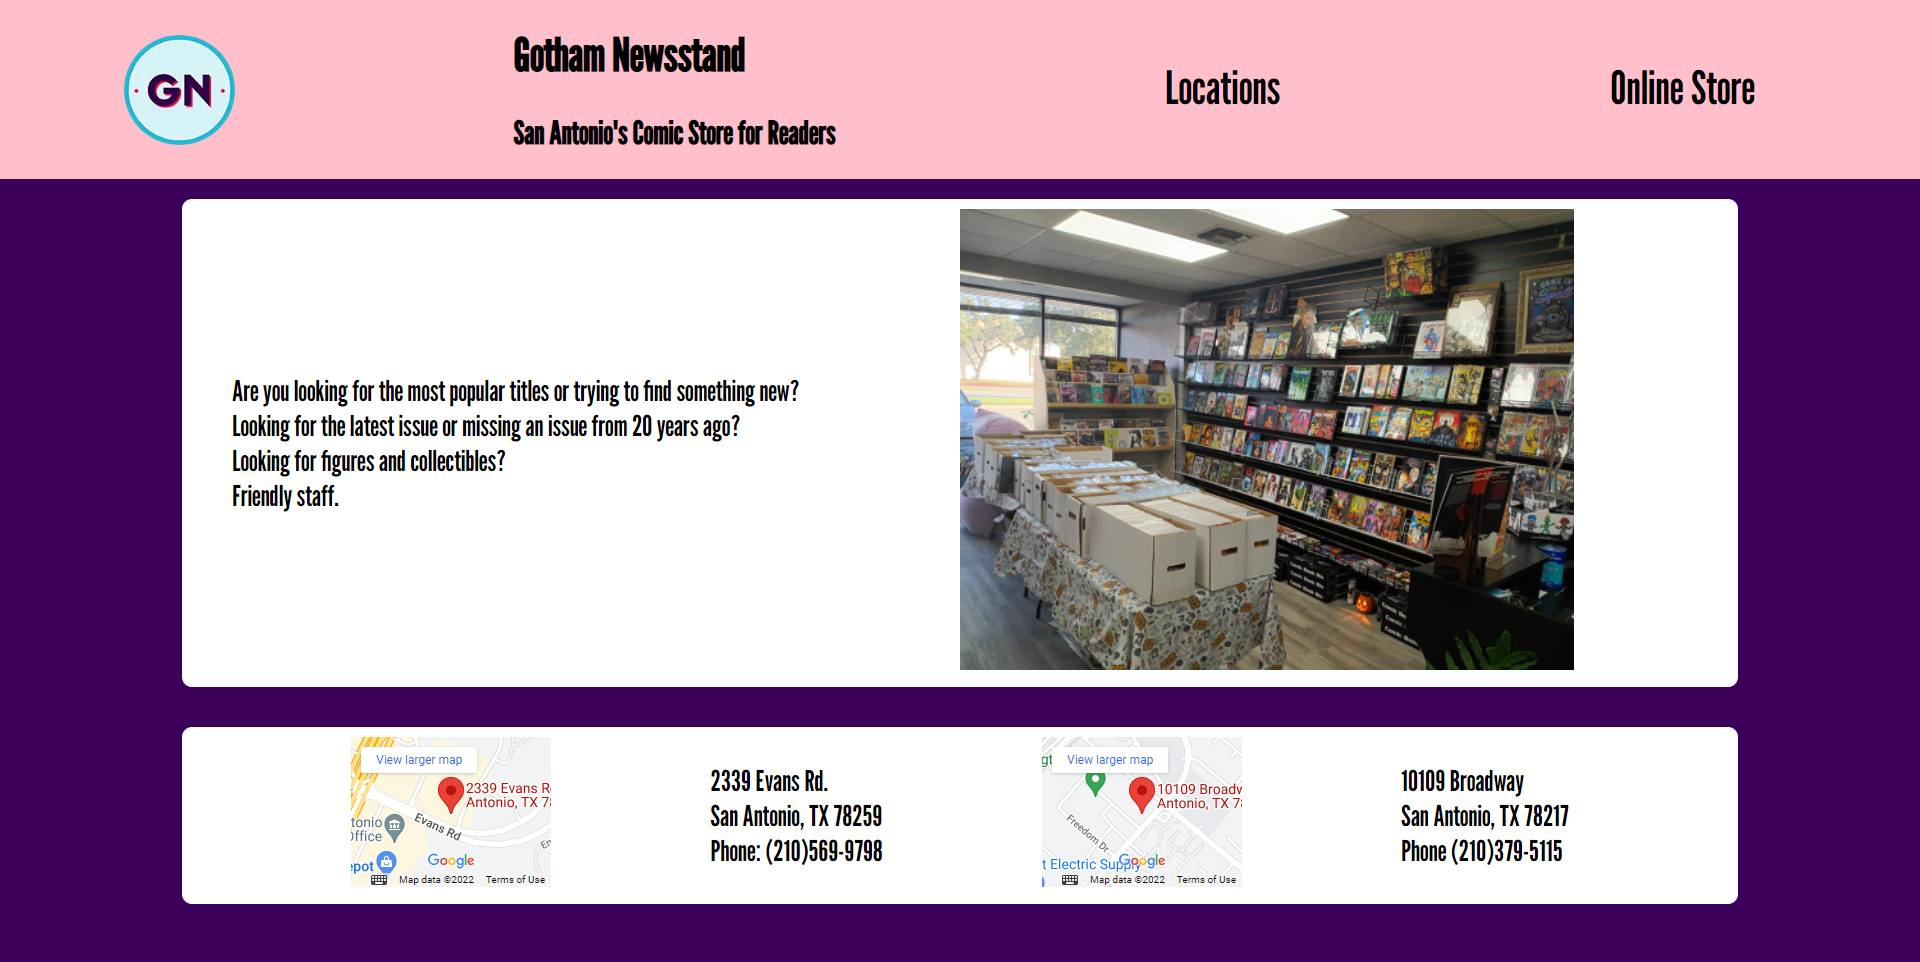 GN
Gotham Newsstand
San Antonio's Comic Store for Readers
Locations
Online Store
Are you looking for the most popular titles or trying to find something new?
Looking for the latest issue or missing an issue from 20 years ago?
Looking for figures and collectibles?
Friendly staff.
View larger map
2339 Evans R
Antonio, TX 78
Evans Rd
tonio
Office
epot
En
Google
Map data ©2022
Terms of Use
2339 Evans Rd.
San Antonio, TX 78259
Phone: (210)569-9798
gt
View larger map
10109 Broadw
Antonio, TX 78
Freedom Dr
t Electric Supply
Google
Map data ©2022
Terms of Use
10109 Broadway
San Antonio, TX 78217
Phone (210)379-5115